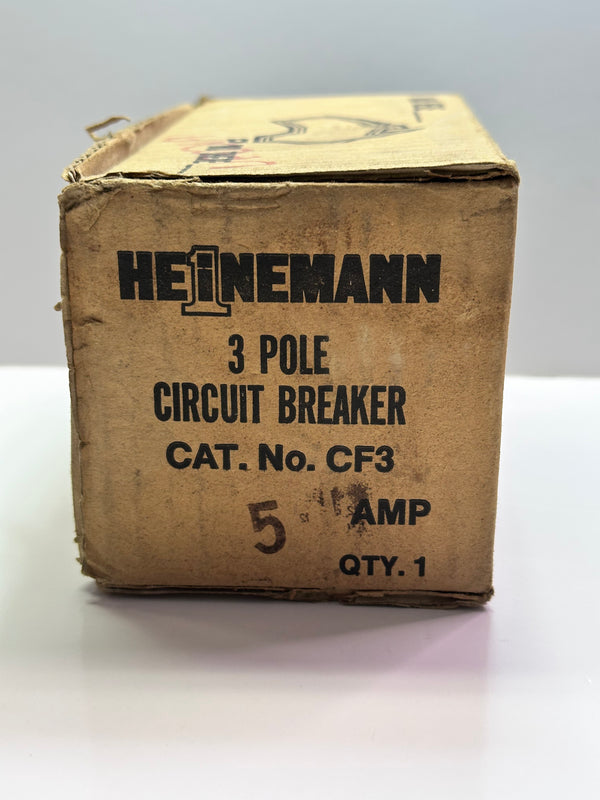 HEINEMANN
3 POLE
CIRCUIT BREAKER
CAT. No. CF3
5 AMP
QTY. 1